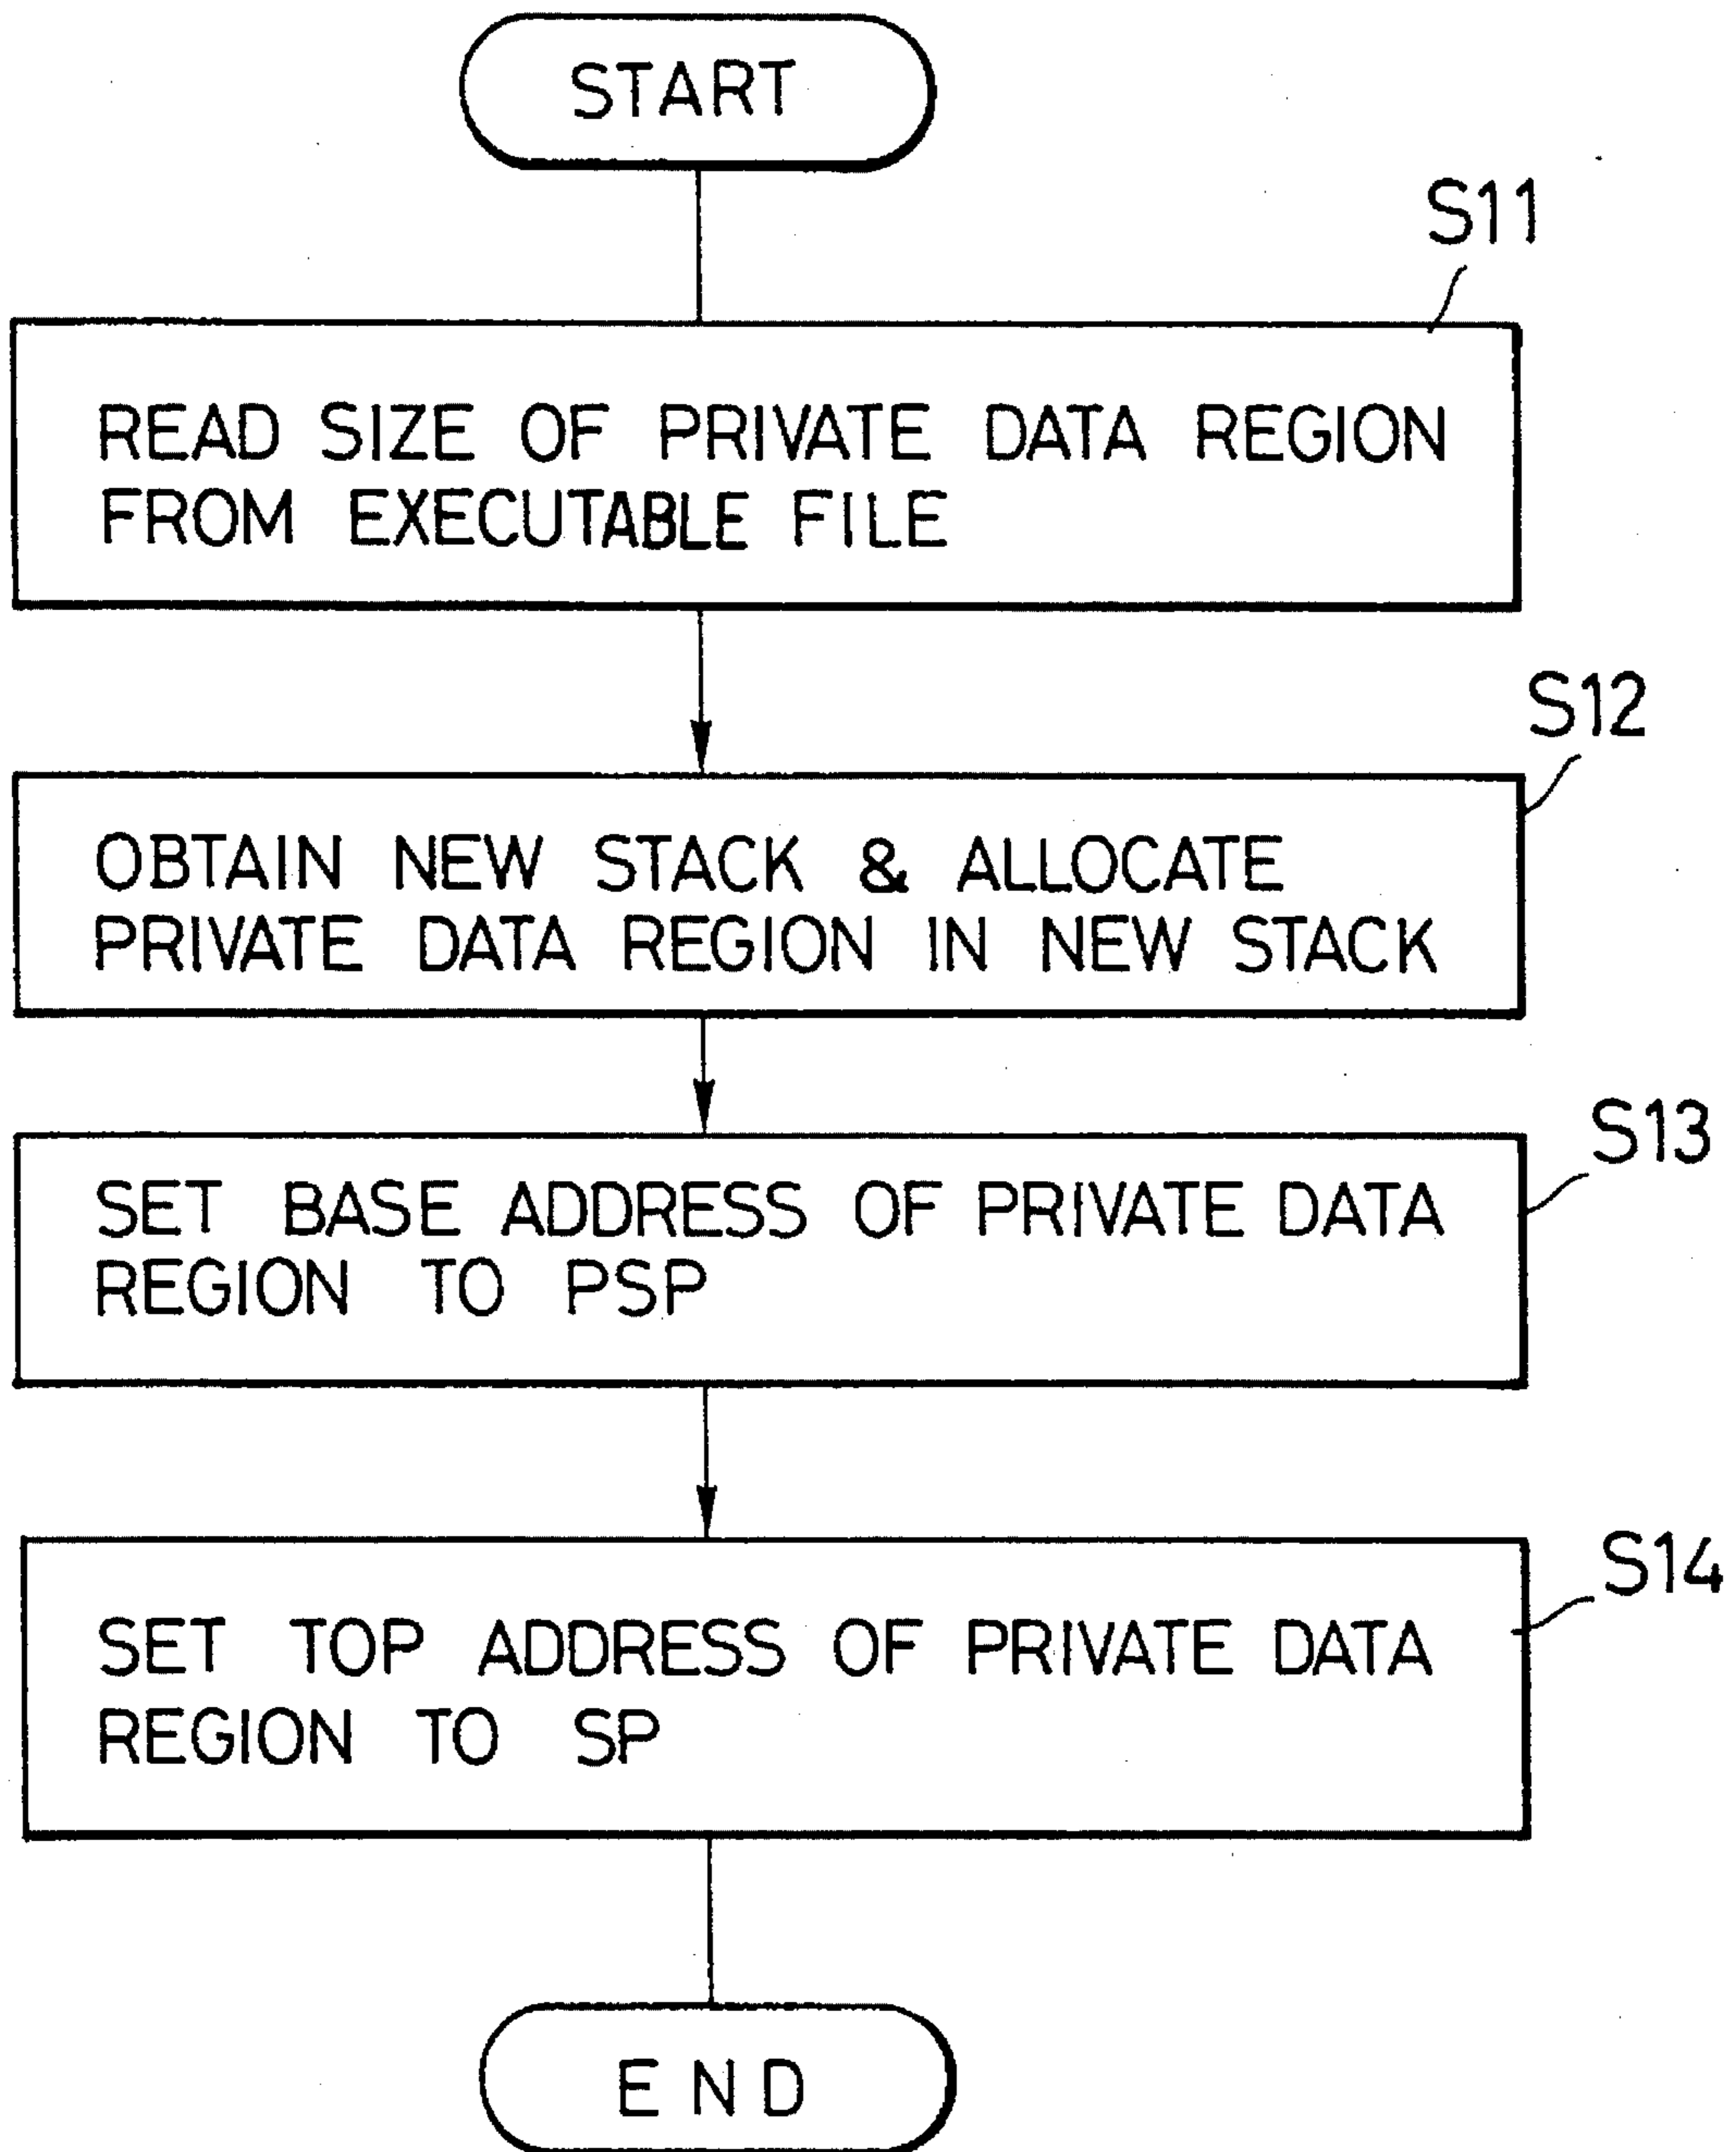 START
S11
READ SIZE OF PRIVATE DATA REGION
FROM EXECUTABLE FILE
S12
OBTAIN NEW STACK & ALLOCATE
PRIVATE DATA REGION IN NEW STACK
S13
SET BASE ADDRESS OF PRIVATE DATA
REGION TO PSP
S14
SET TOP ADDRESS OF PRIVATE DATA
REGION TO SP
END